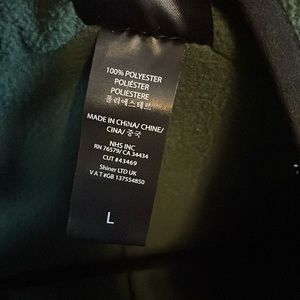 100% POLYESTER
POLIÉSTER
POLIESTERE
폴리에스테르
MADE IN CHINA/ CHINE/
CINA/ 중국
NHS INC
RN 76579/ CA 34434
CUT #43469
Shiner LTD UK
V A T #GB 137554850
L